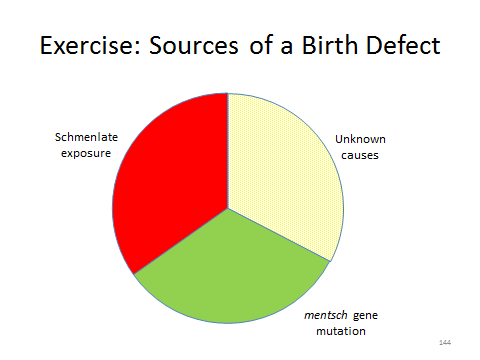 Exercise: Sources of a Birth Defect
Schmenlate
exposure
Unknown
causes
mentsch gene
mutation
144